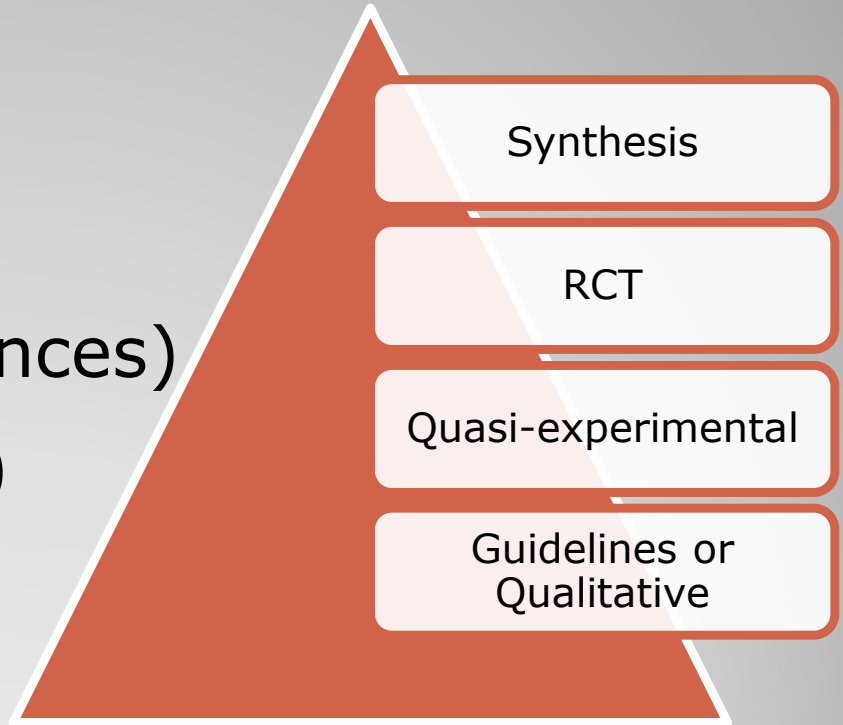 Synthesis
RCT
nces)
)
Quasi-experimental
Guidelines or
Qualitative